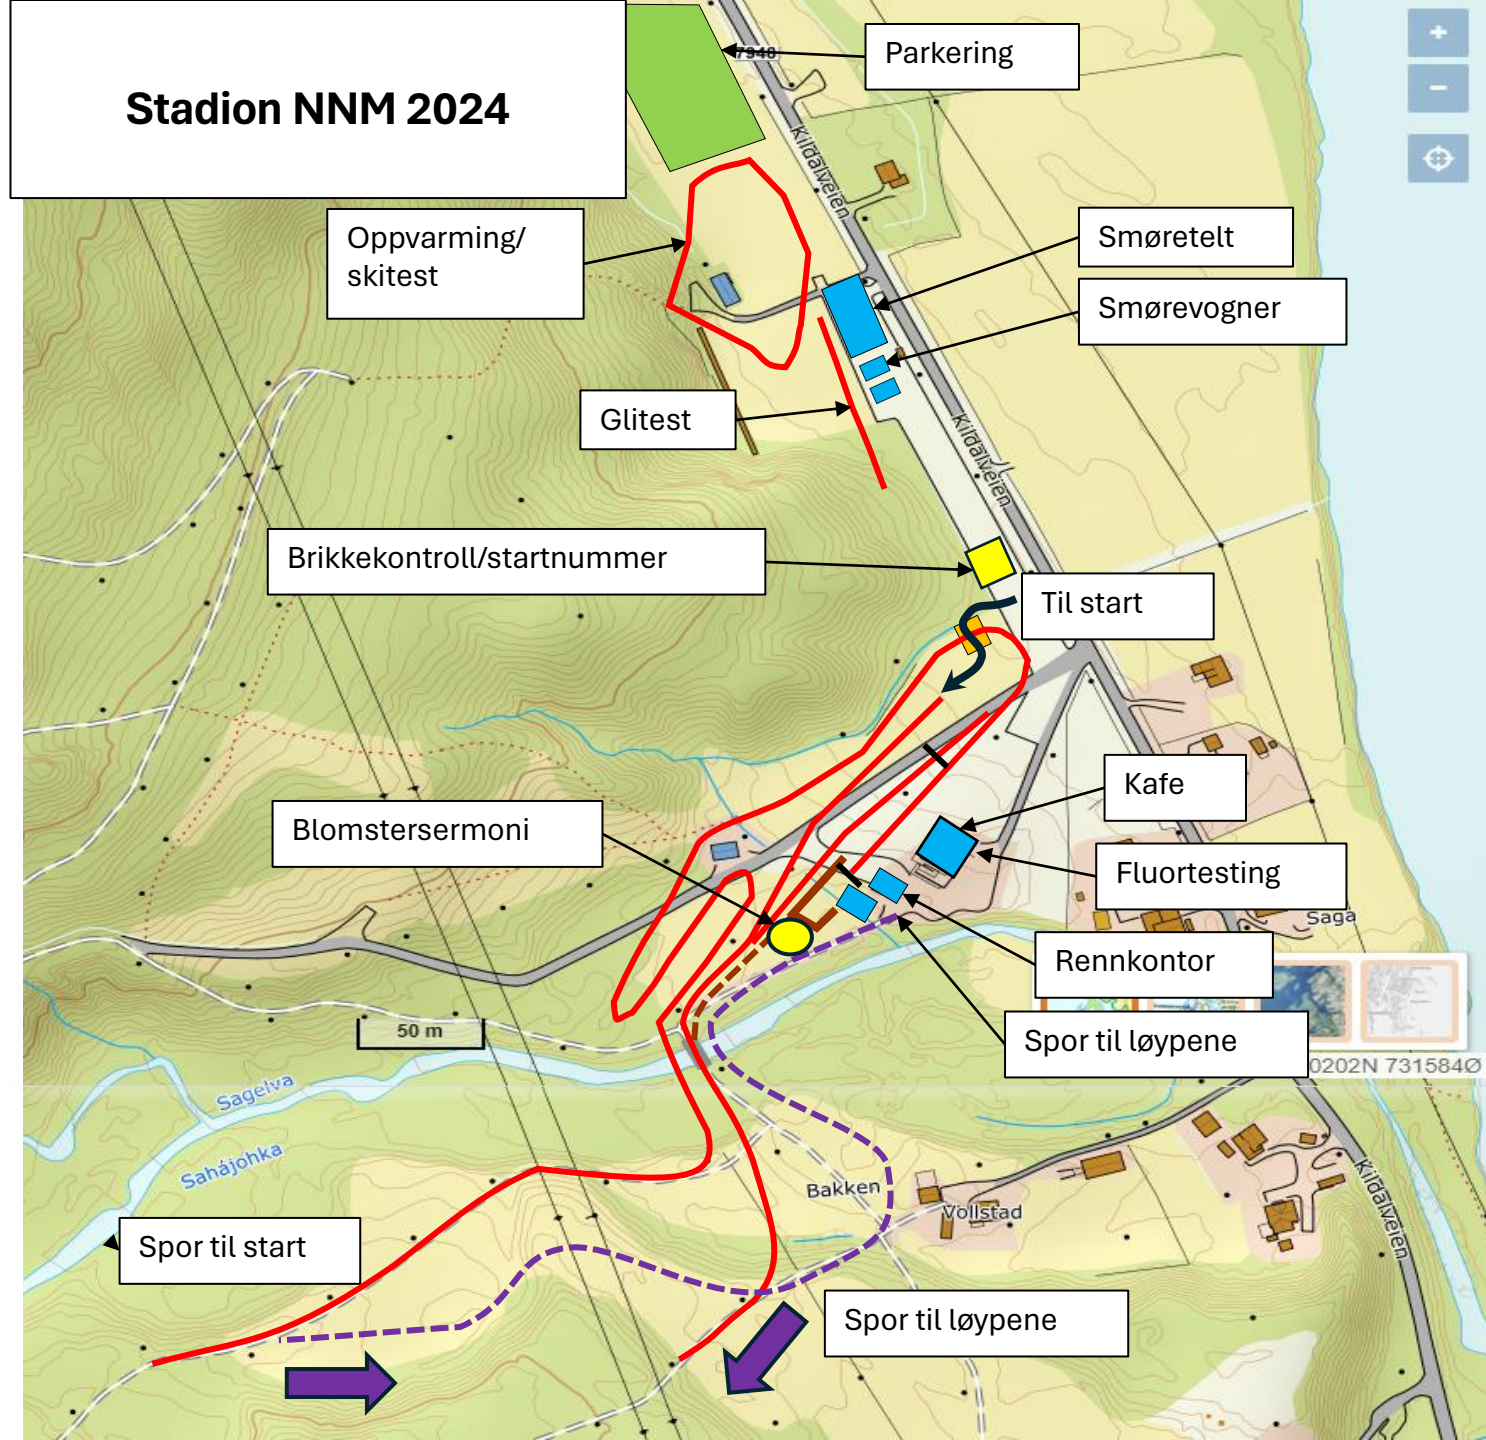 Stadion NNM 2024
Parkering
7948
+
−
Kildalveien
Oppvarming/
skitest
Smøretelt
Smørevogner
Glitest
Kildalveien
Brikkekontroll/startnummer
Til start
Kafe
Blomstersermoni
Fluortesting
Saga
Rennkontor
50 m
Spor til løypene
0202N 731584Ø
Sagelva
Sahájohka
Bakken
Vollstad
Kildalveien
Spor til start
Spor til løypene